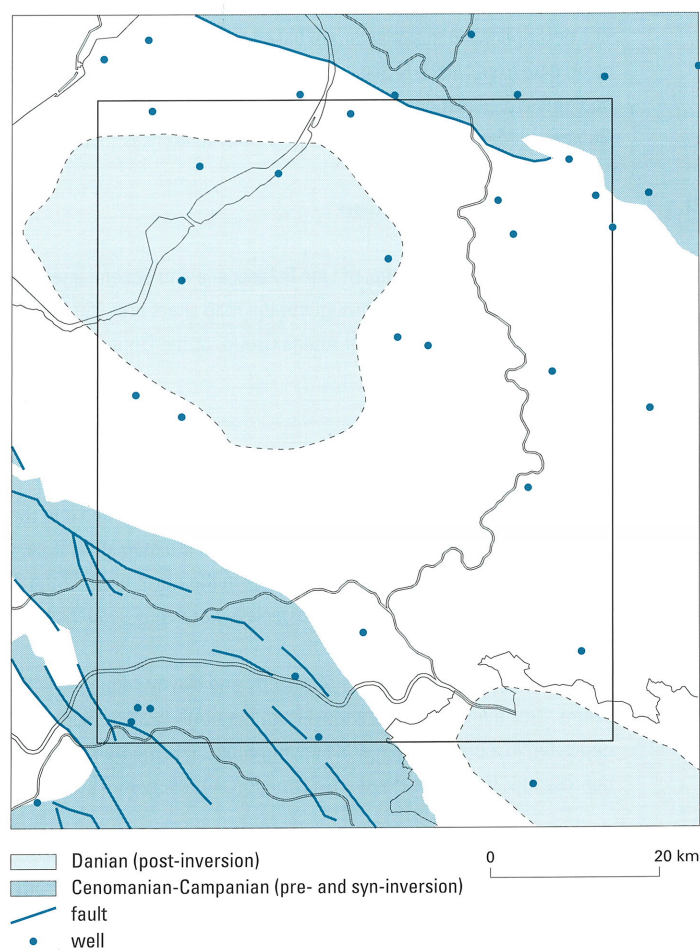 Danian (post-inversion)
0 20 km
Cenomanian-Campanian (pre- and syn-inversion)
fault
well